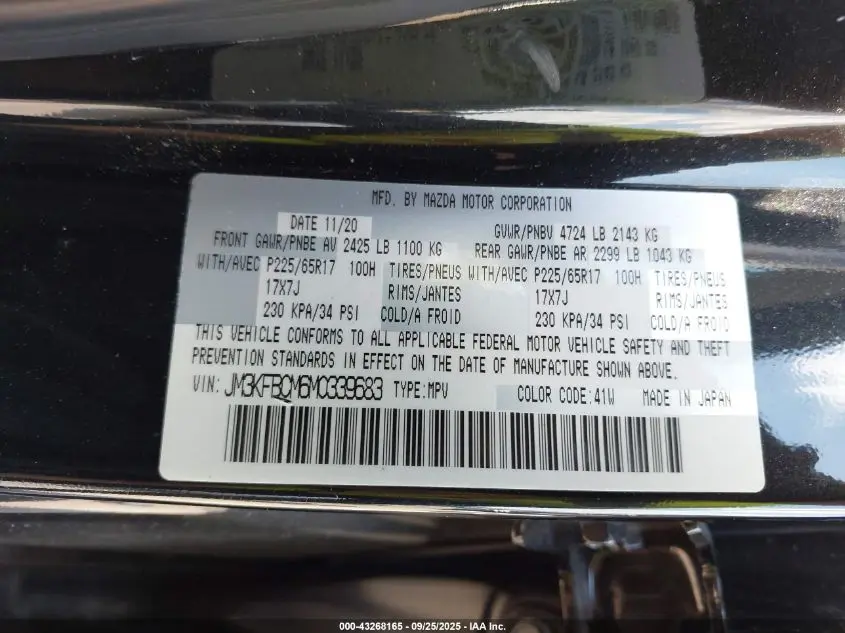 MFD. BY MAZDA MOTOR CORPORATION
DATE 11/20 GVWR/PNBV 4724 LB 2143 KG
FRONT GAWR/PNBE AV 2425 LB 1100 KG REAR GAWR/PNBE AR 2299 LB 1043 KG
WITH/AVEC P225/65R17 100H TIRES/PNEUS WITH/AVEC P225/65R17 100H TIRES/PNEUS
17X7J RIMS/JANTES 17X7J RIMS/JANTES
230 KPA/34 PSI COLD/A FROID 230 KPA/34 PSI COLD/A FROID
THIS VEHICLE CONFORMS TO ALL APPLICABLE FEDERAL MOTOR VEHICLE SAFETY AND THEFT
PREVENTION STANDARDS IN EFFECT ON THE DATE OF MANUFACTURE SHOWN ABOVE.
VIN: JM3KFBCM6M0339683 TYPE:MPV COLOR CODE:41W MADE IN JAPAN
000-43268165 - 09/25/2025 - IAA, Inc.